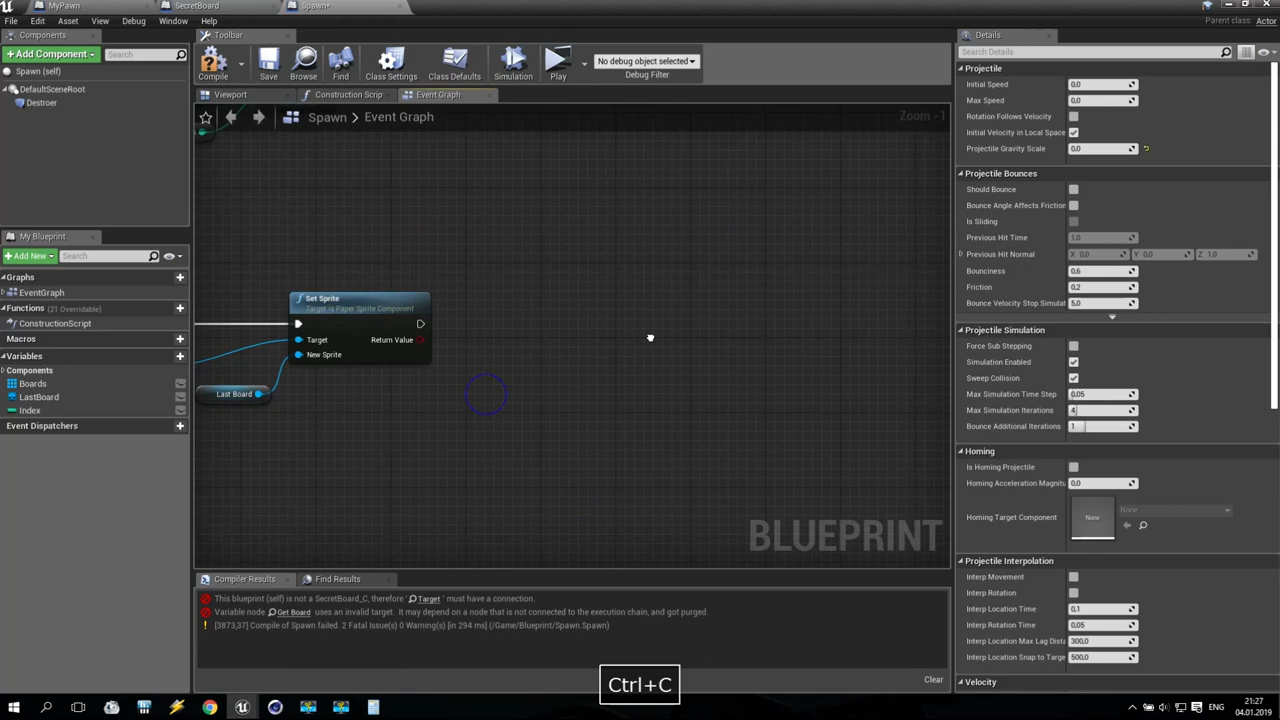 MyPawn
SecretBoard
Spawn*
File
Edit
Asset
View
Debug
Window
Help
Parent class: Actor
Components
Toolbar
Details
Add Component
Search
Compile
Save
Browse
Find
Class Settings
Class Defaults
Simulation
Play
No debug object selected
Debug Filter
Search Details
Spawn (self)
DefaultSceneRoot
Destroer
Viewport
Construction Scrip
Event Graph
Spawn
Event Graph
Zoom -1
Projectile
Initial Speed
0,0
Max Speed
0,0
Rotation Follows Velocity
Initial Velocity in Local Space
Projectile Gravity Scale
0,0
Projectile Bounces
Should Bounce
Bounce Angle Affects Friction
Is Sliding
Previous Hit Time
1,0
Previous Hit Normal
X 0,0
Y 0,0
Z 1,0
Bounciness
0,6
Friction
0,2
Bounce Velocity Stop Simulat
5,0
Projectile Simulation
Force Sub Stepping
Simulation Enabled
Sweep Collision
Max Simulation Time Step
0,05
Max Simulation Iterations
4
Bounce Additional Iterations
1
Homing
Is Homing Projectile
Homing Acceleration Magnitu
0,0
Homing Target Component
None
None
Projectile Interpolation
Interp Movement
Interp Rotation
Interp Location Time
0,1
Interp Rotation Time
0,05
Interp Location Max Lag Dista
300,0
Interp Location Snap to Targe
500,0
Velocity
My Blueprint
Add New
Search
Graphs
EventGraph
Functions (21 Overridable)
ConstructionScript
Macros
Variables
Components
Boards
LastBoard
Index
Event Dispatchers
Set Sprite
Target is Paper Sprite Component
Target
Return Value
New Sprite
Last Board
BLUEPRINT
Compiler Results
Find Results
This blueprint (self) is not a SecretBoard_C, therefore ' Target ' must have a connection.
Variable node Get Board uses an invalid target. It may depend on a node that is not connected to the execution chain, and got purged.
[3873,37] Compile of Spawn failed. 2 Fatal Issue(s) 0 Warning(s) [in 294 ms] (/Game/Blueprint/Spawn.Spawn)
Clear
Ctrl+C
ENG
21:27
04.01.2019